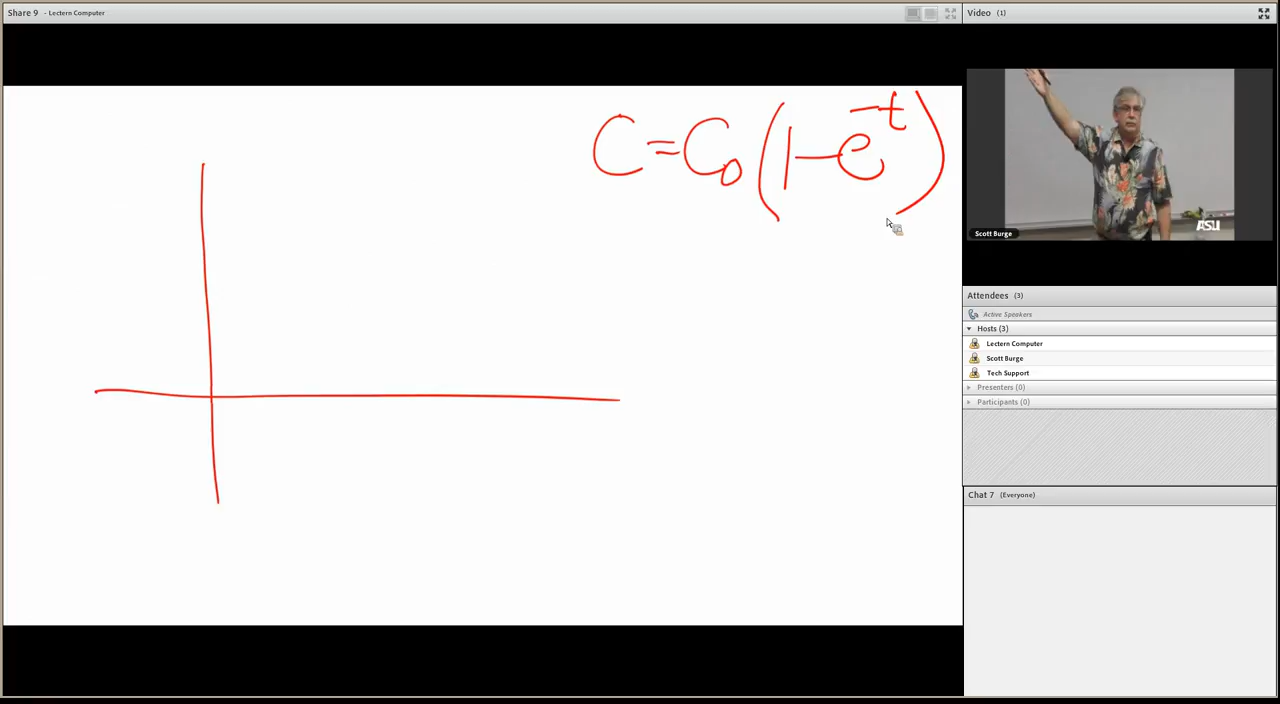 Share 9 - Lectern Computer
C = C₀ (1 - e^-t)
Video (1)
Scott Burge
ASU
Attendees (3)
Active Speakers
Hosts (3)
Lectern Computer
Scott Burge
Tech Support
Presenters (0)
Participants (0)
Chat 7 (Everyone)